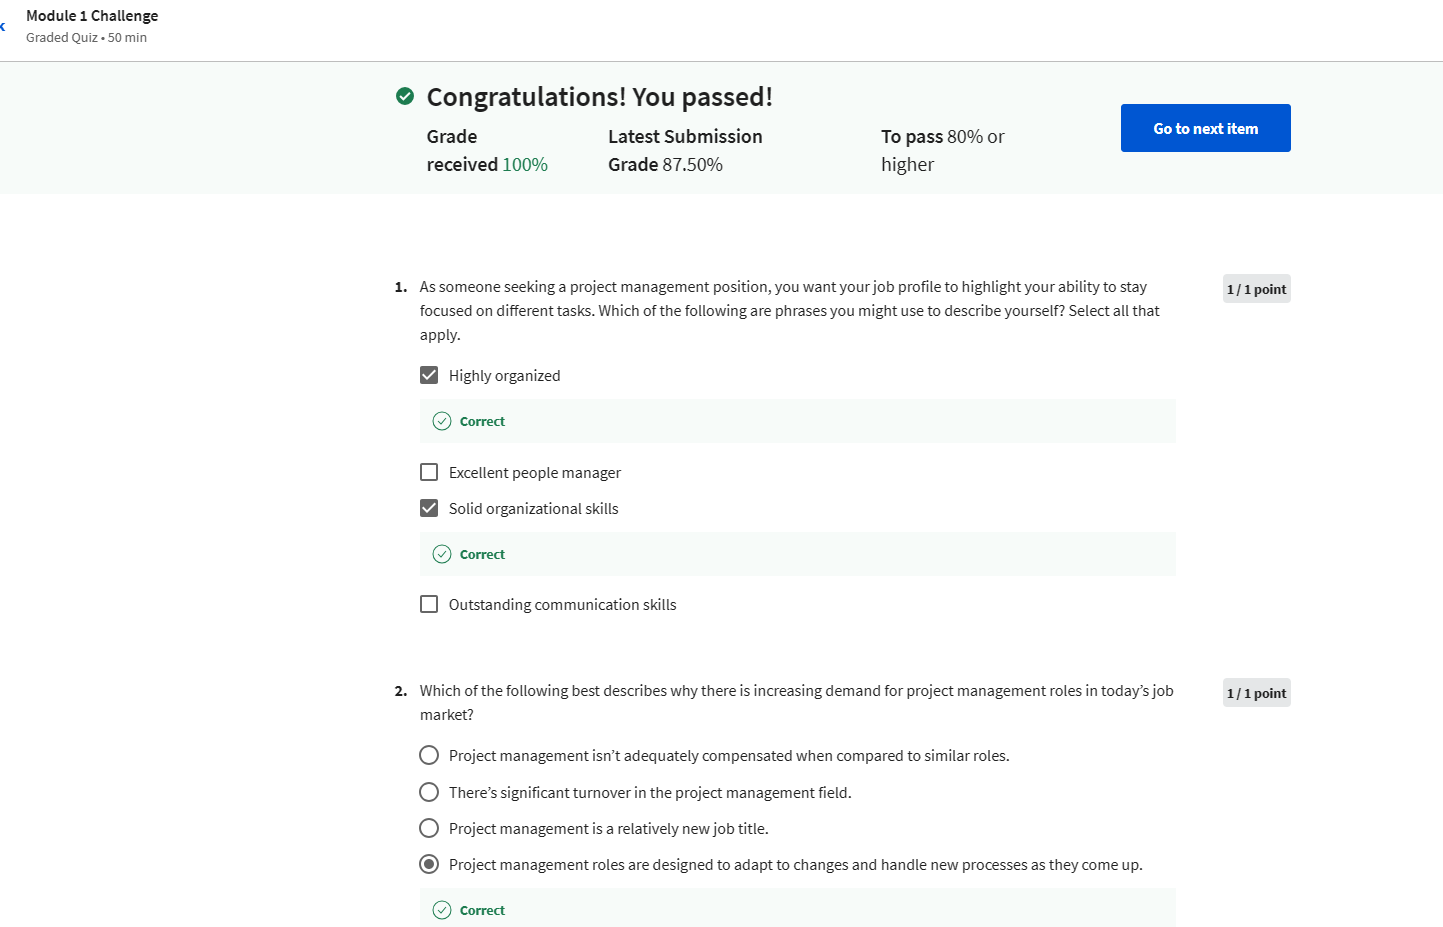 Module 1 Challenge
Graded Quiz • 50 min
Congratulations! You passed!
Grade received 100%
Latest Submission Grade 87.50%
To pass 80% or higher
Go to next item
1. As someone seeking a project management position, you want your job profile to highlight your ability to stay
focused on different tasks. Which of the following are phrases you might use to describe yourself? Select all that
apply.
1 / 1 point
Highly organized
Correct
Excellent people manager
Solid organizational skills
Correct
Outstanding communication skills
2. Which of the following best describes why there is increasing demand for project management roles in today’s job
market?
1 / 1 point
Project management isn’t adequately compensated when compared to similar roles.
There’s significant turnover in the project management field.
Project management is a relatively new job title.
Project management roles are designed to adapt to changes and handle new processes as they come up.
Correct